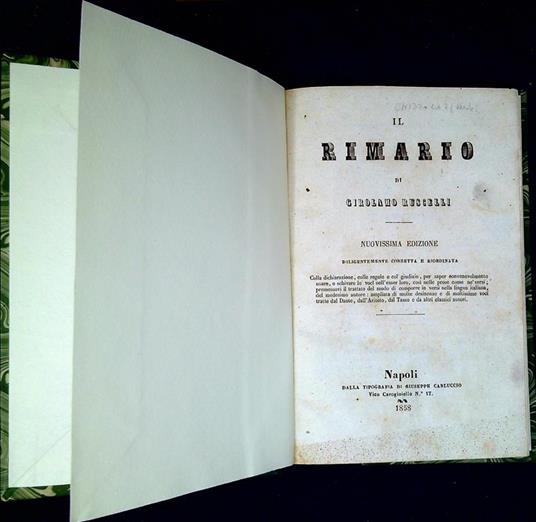 IL
RIMARIO
DI
GIROLAMO RUSCELLI
NUOVISSIMA EDIZIONE
DILIGENTEMENTE CORRETTA E RIORDINATA
Colla dichiarazione, colle regole e col giudizio, per saper convenevolmente
usare, o schivare le voci nell'esser loro, così nelle prose come ne' versi;
premessovi il trattato del modo di comporre in versi nella lingua italiana,
del medesimo autore: ampliata di molte desinenze e di moltissime voci
tratte dal Dante, dall'Ariosto, dal Tasso e da altri classici autori.
Napoli
DALLA TIPOGRAFIA DI GIUSEPPE CARLUCCIO
Vico Carogioiello N.° 17.
1858